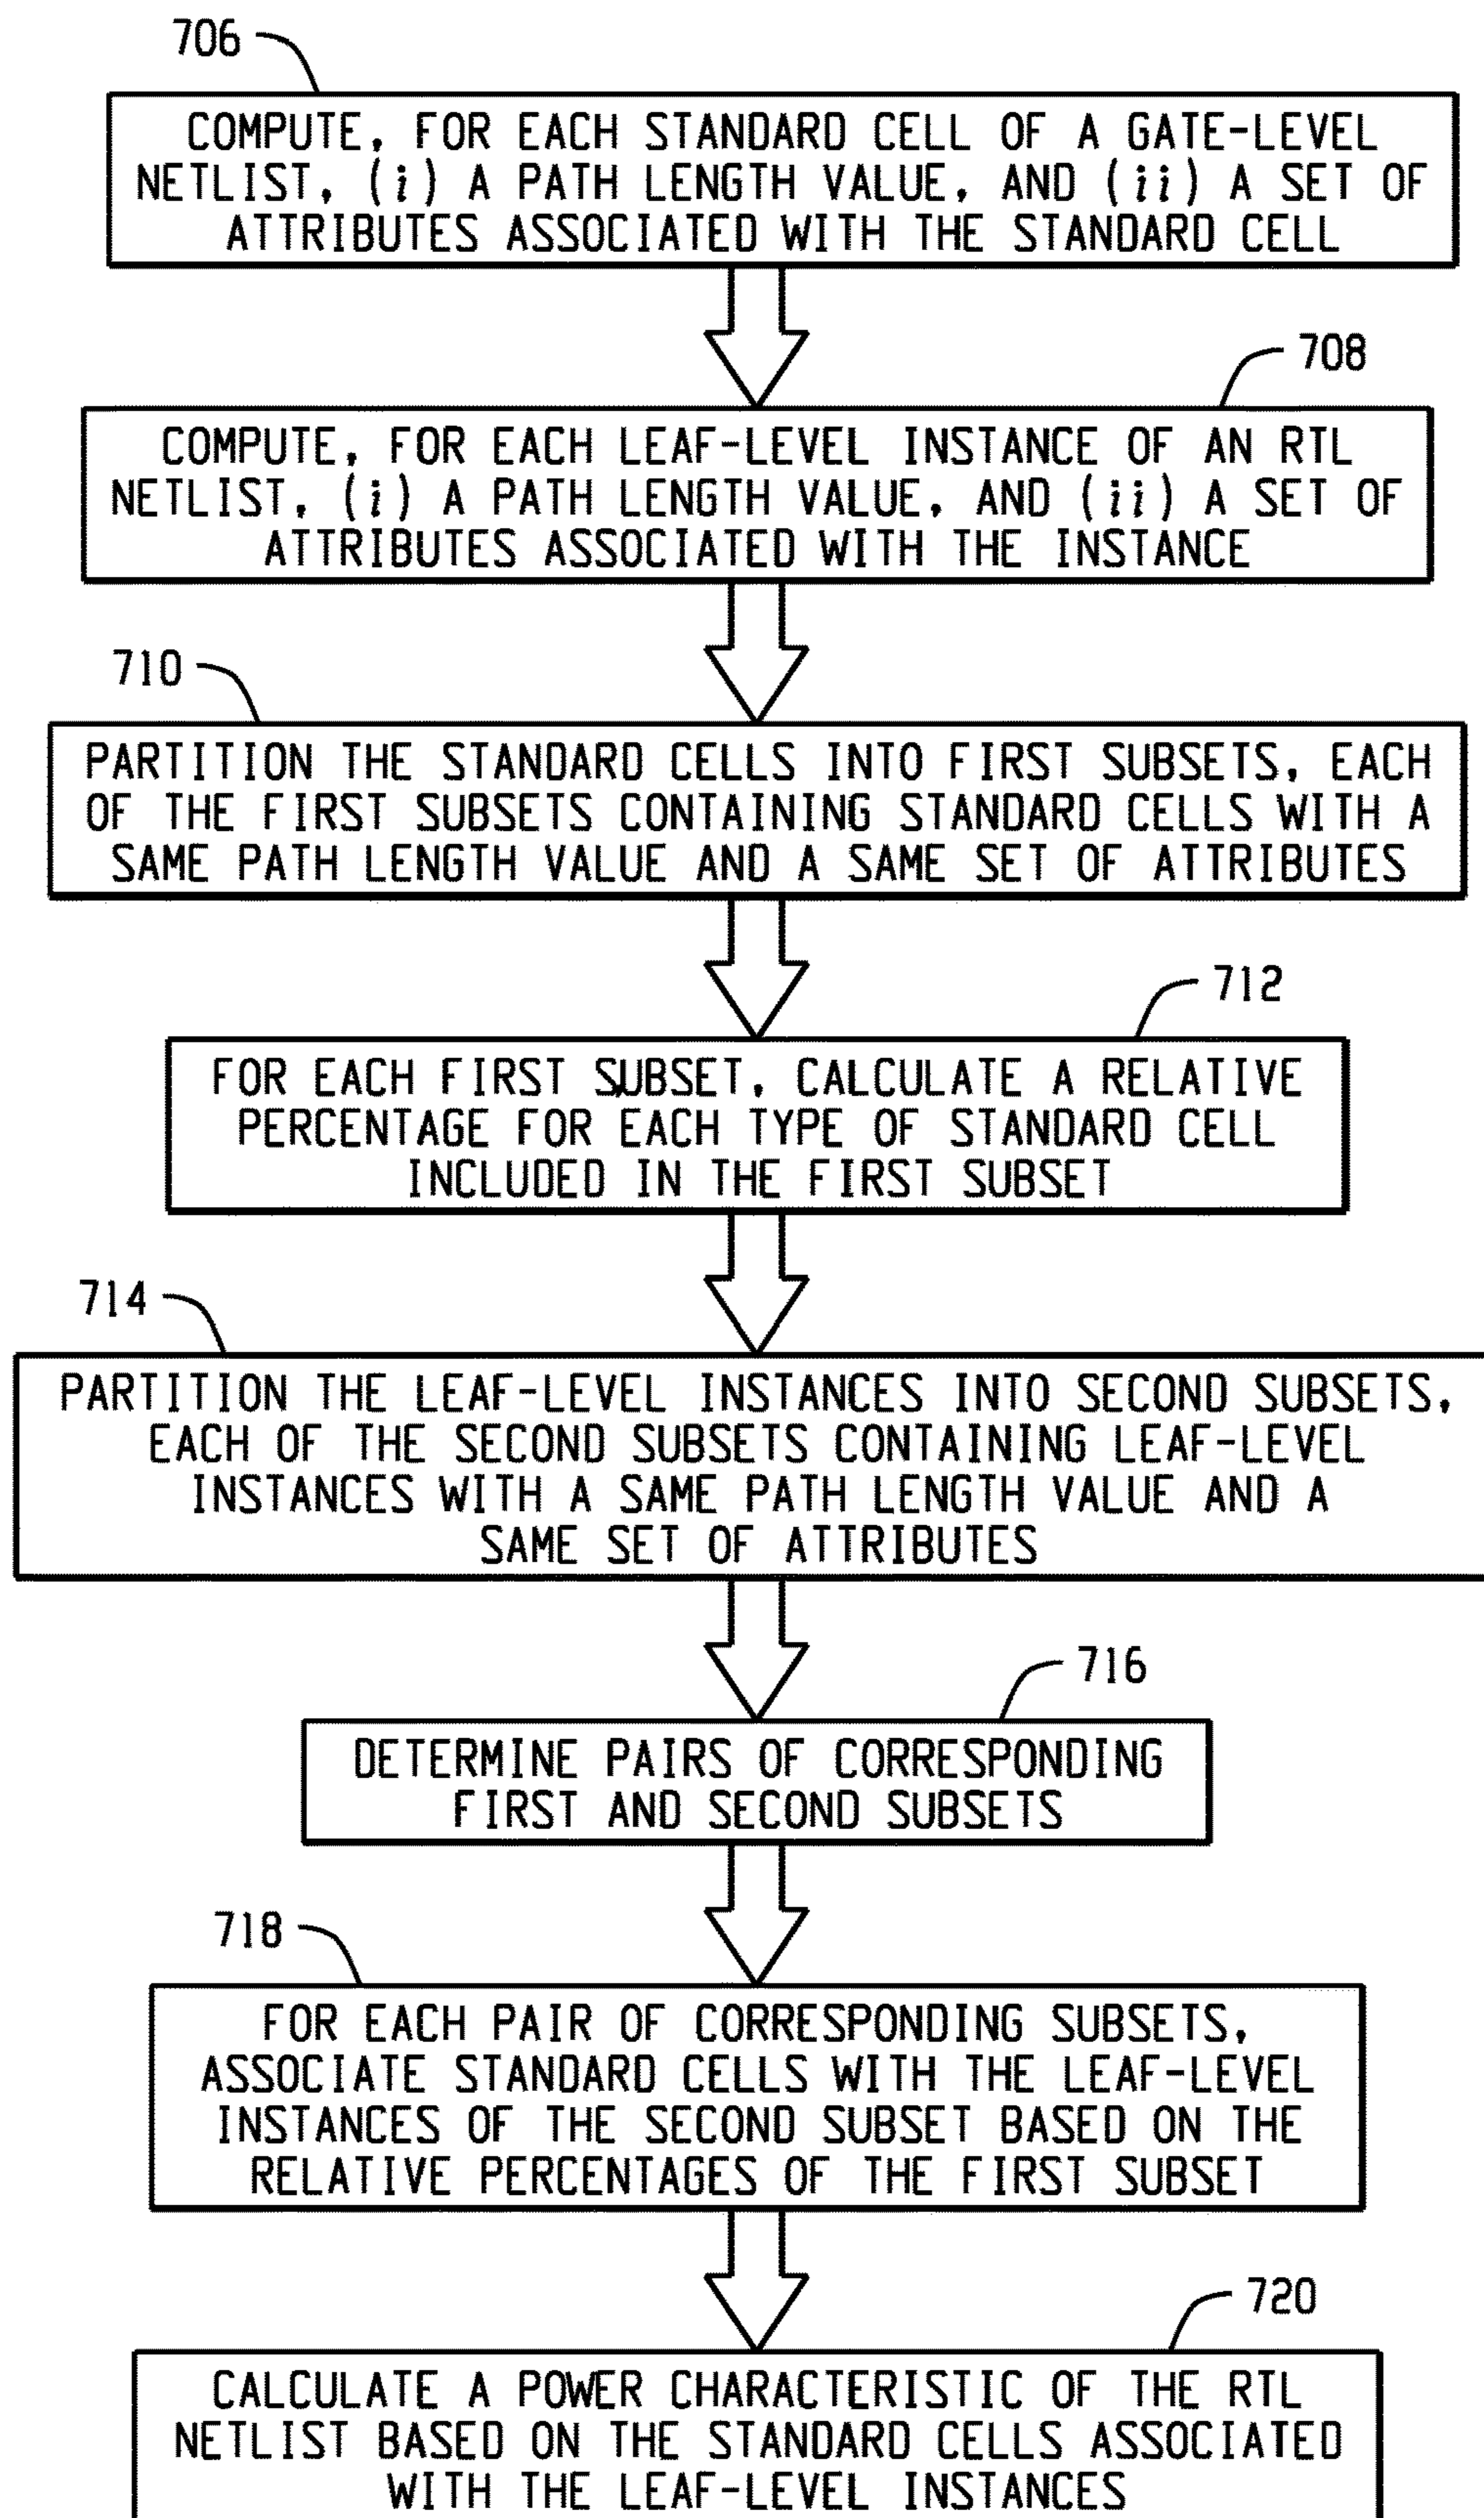 706
COMPUTE, FOR EACH STANDARD CELL OF A GATE-LEVEL
NETLIST, (i) A PATH LENGTH VALUE, AND (ii) A SET OF
ATTRIBUTES ASSOCIATED WITH THE STANDARD CELL
708
COMPUTE, FOR EACH LEAF-LEVEL INSTANCE OF AN RTL
NETLIST, (i) A PATH LENGTH VALUE, AND (ii) A SET OF
ATTRIBUTES ASSOCIATED WITH THE INSTANCE
710
PARTITION THE STANDARD CELLS INTO FIRST SUBSETS, EACH
OF THE FIRST SUBSETS CONTAINING STANDARD CELLS WITH A
SAME PATH LENGTH VALUE AND A SAME SET OF ATTRIBUTES
712
FOR EACH FIRST SUBSET, CALCULATE A RELATIVE
PERCENTAGE FOR EACH TYPE OF STANDARD CELL
INCLUDED IN THE FIRST SUBSET
714
PARTITION THE LEAF-LEVEL INSTANCES INTO SECOND SUBSETS,
EACH OF THE SECOND SUBSETS CONTAINING LEAF-LEVEL
INSTANCES WITH A SAME PATH LENGTH VALUE AND A
SAME SET OF ATTRIBUTES
716
DETERMINE PAIRS OF CORRESPONDING
FIRST AND SECOND SUBSETS
718
FOR EACH PAIR OF CORRESPONDING SUBSETS,
ASSOCIATE STANDARD CELLS WITH THE LEAF-LEVEL
INSTANCES OF THE SECOND SUBSET BASED ON THE
RELATIVE PERCENTAGES OF THE FIRST SUBSET
720
CALCULATE A POWER CHARACTERISTIC OF THE RTL
NETLIST BASED ON THE STANDARD CELLS ASSOCIATED
WITH THE LEAF-LEVEL INSTANCES